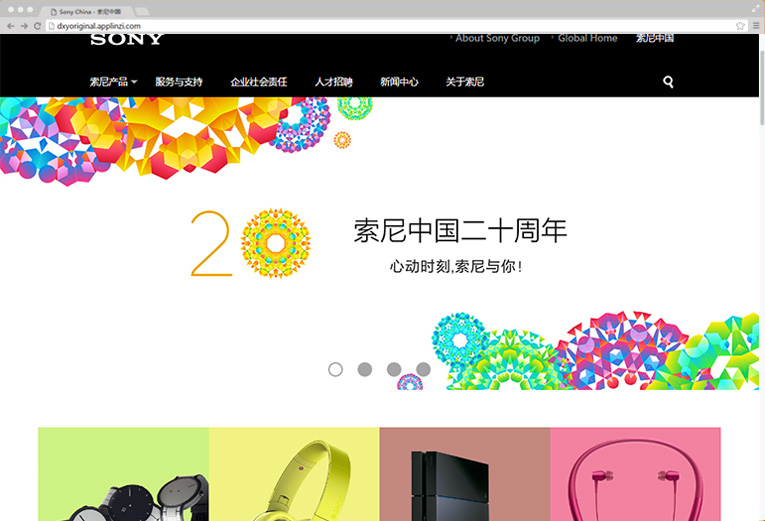 Sony China - 索尼中国
dxyoriginal.applinzi.com
SONY
About Sony Group
Global Home
索尼中国
索尼产品
服务与支持
企业社会责任
人才招聘
新闻中心
关于索尼
20
索尼中国二十周年
心动时刻,索尼与你!